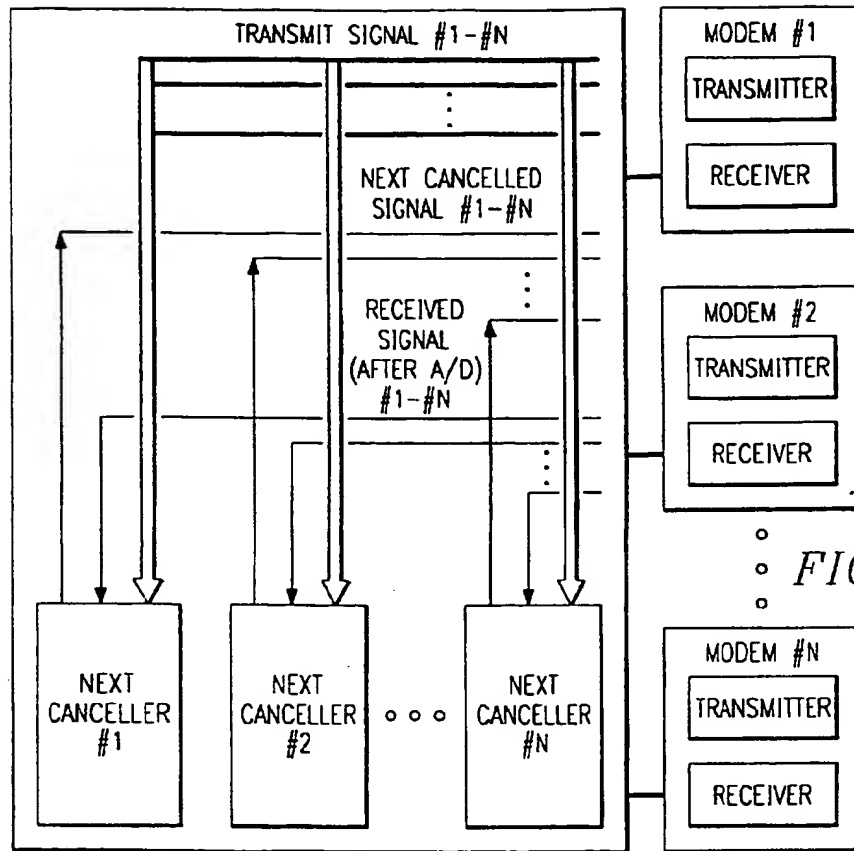 TRANSMIT SIGNAL #1-#N
NEXT CANCELLED
SIGNAL #1-#N
RECEIVED
SIGNAL
(AFTER A/D)
#1-#N
NEXT
CANCELLER
#1
NEXT
CANCELLER
#2
NEXT
CANCELLER
#N
MODEM #1
TRANSMITTER
RECEIVER
MODEM #2
TRANSMITTER
RECEIVER
MODEM #N
TRANSMITTER
RECEIVER